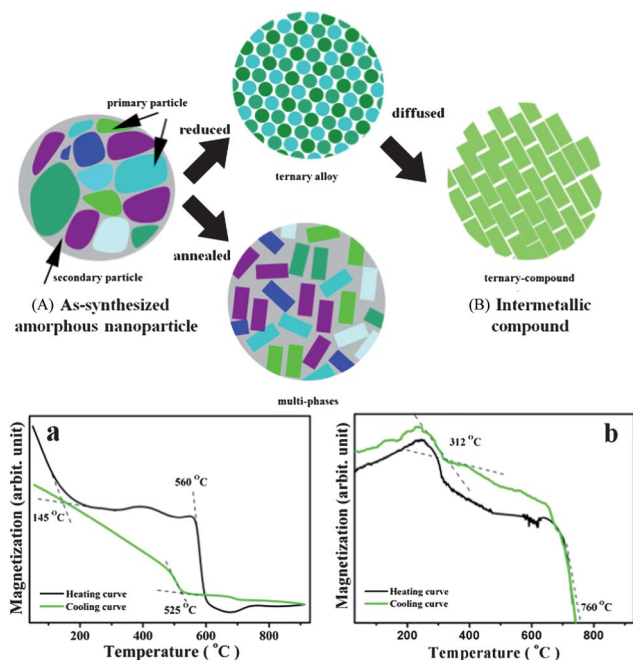 primary particle
reduced
diffused
ternary alloy
annealed
secondary particle
(A) As-synthesized
amorphous nanoparticle
ternary-compound
(B) Intermetallic
compound
multi-phases
a
Magnetization (arbit. unit)
145 °C
560 °C
525 °C
Heating curve
Cooling curve
200 400 600 800
Temperature ( °C)
b
Magnetization (arbit. unit)
312 °C
760 °C
Heating curve
Cooling curve
200 400 600 800
Temperature ( °C)